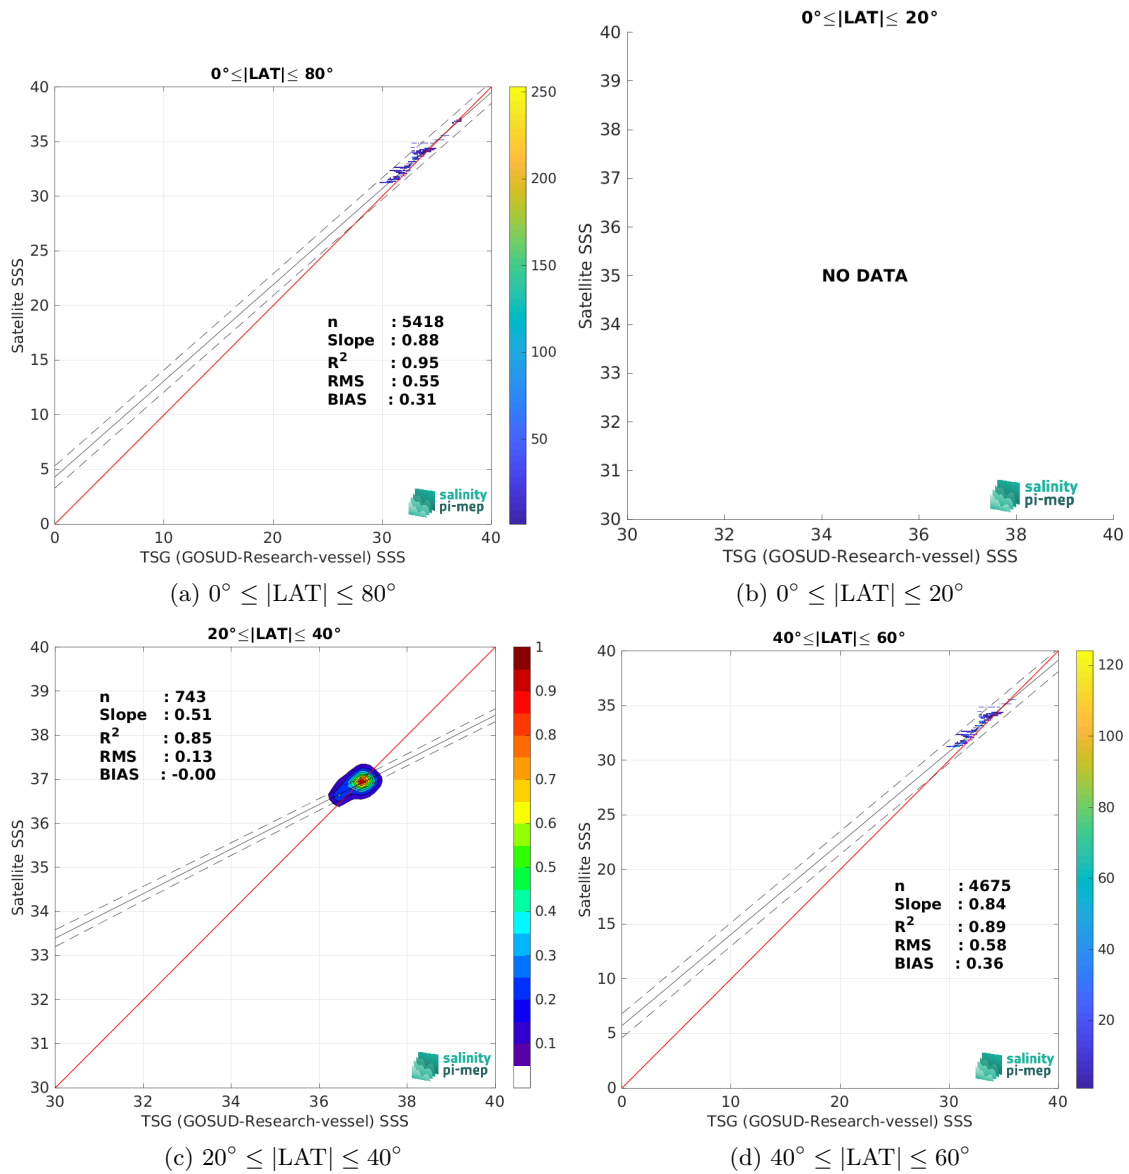 0°≤|LAT|≤ 80°
40
35
30
25
20
15
10
5
0
0
10
20
30
40
Satellite SSS
TSG (GOSUD-Research-vessel) SSS
n : 5418
Slope : 0.88
R2 : 0.95
RMS : 0.55
BIAS : 0.31
salinity
pi-mep
250
200
150
100
50
(a) 0° ≤ |LAT| ≤ 80°
0°≤|LAT|≤ 20°
40
39
38
37
36
35
34
33
32
31
30
30
32
34
36
38
40
Satellite SSS
TSG (GOSUD-Research-vessel) SSS
NO DATA
salinity
pi-mep
(b) 0° ≤ |LAT| ≤ 20°
20°≤|LAT|≤ 40°
40
39
38
37
36
35
34
33
32
31
30
30
32
34
36
38
40
Satellite SSS
TSG (GOSUD-Research-vessel) SSS
n : 743
Slope : 0.51
R2 : 0.85
RMS : 0.13
BIAS : -0.00
salinity
pi-mep
1
0.9
0.8
0.7
0.6
0.5
0.4
0.3
0.2
0.1
(c) 20° ≤ |LAT| ≤ 40°
40°≤|LAT|≤ 60°
40
35
30
25
20
15
10
5
0
0
10
20
30
40
Satellite SSS
TSG (GOSUD-Research-vessel) SSS
n : 4675
Slope : 0.84
R2 : 0.89
RMS : 0.58
BIAS : 0.36
salinity
pi-mep
120
100
80
60
40
20
(d) 40° ≤ |LAT| ≤ 60°